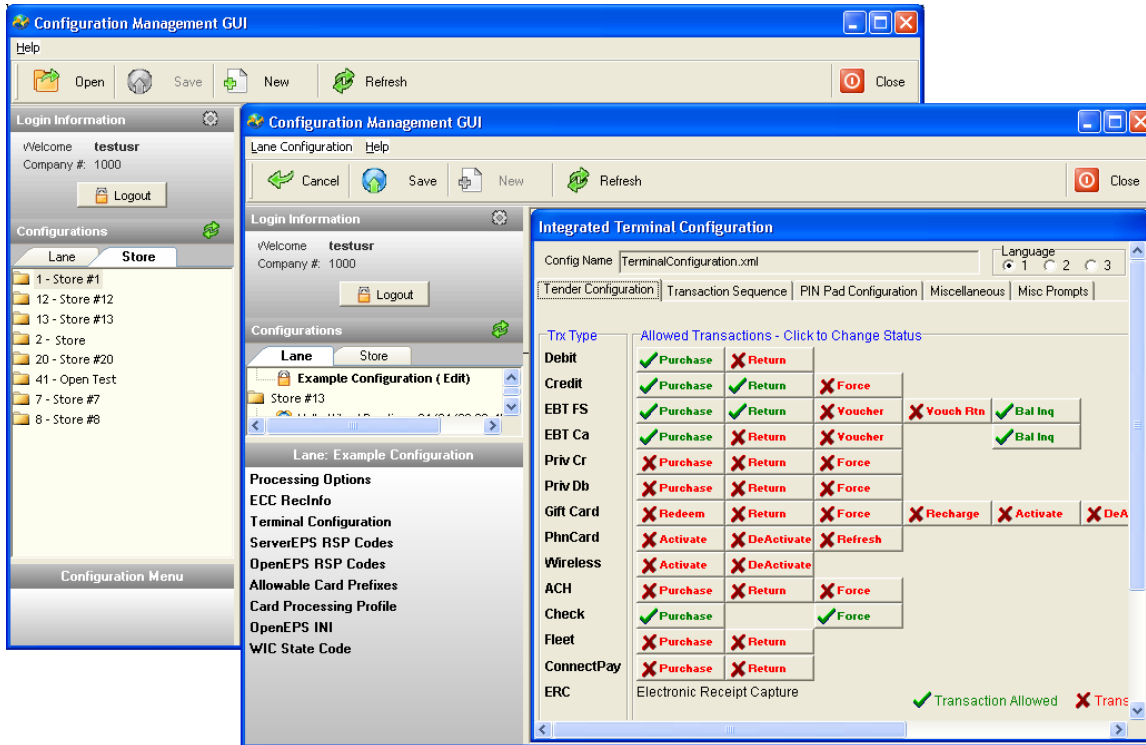 Configuration Management GUI
Help
Open Save New Refresh Close
Login Information
Welcome testusr
Company #: 1000
Logout
Configurations
Lane Store
1 - Store #1
12 - Store #12
13 - Store #13
2 - Store
20 - Store #20
41 - Open Test
7 - Store #7
8 - Store #8
Configuration Menu
Configuration Management GUI
Lane Configuration Help
Cancel Save New Refresh Close
Login Information
Welcome testusr
Company #: 1000
Logout
Configurations
Lane Store
Example Configuration ( Edit)
Store #13
Lane: Example Configuration
Processing Options
ECC RecInfo
Terminal Configuration
ServerEPS RSP Codes
OpenEPS RSP Codes
Allowable Card Prefixes
Card Processing Profile
OpenEPS INI
WIC State Code
Integrated Terminal Configuration
Config Name TerminalConfiguration.xml Language 1 2 3
Tender Configuration Transaction Sequence PIN Pad Configuration Miscellaneous Misc Prompts
Trx Type Allowed Transactions - Click to Change Status
Debit Purchase Return
Credit Purchase Return Force
EBT FS Purchase Return Voucher Vouch Rtn Bal Inq
EBT Ca Purchase Return Voucher Bal Inq
Priv Cr Purchase Return Force
Priv Db Purchase Return Force
Gift Card Redeem Return Force Recharge Activate DeA
PhnCard Activate DeActivate Refresh
Wireless Activate DeActivate
ACH Purchase Return Force
Check Purchase Force
Fleet Purchase Return
ConnectPay Purchase Return
ERC Electronic Receipt Capture
Transaction Allowed Trans